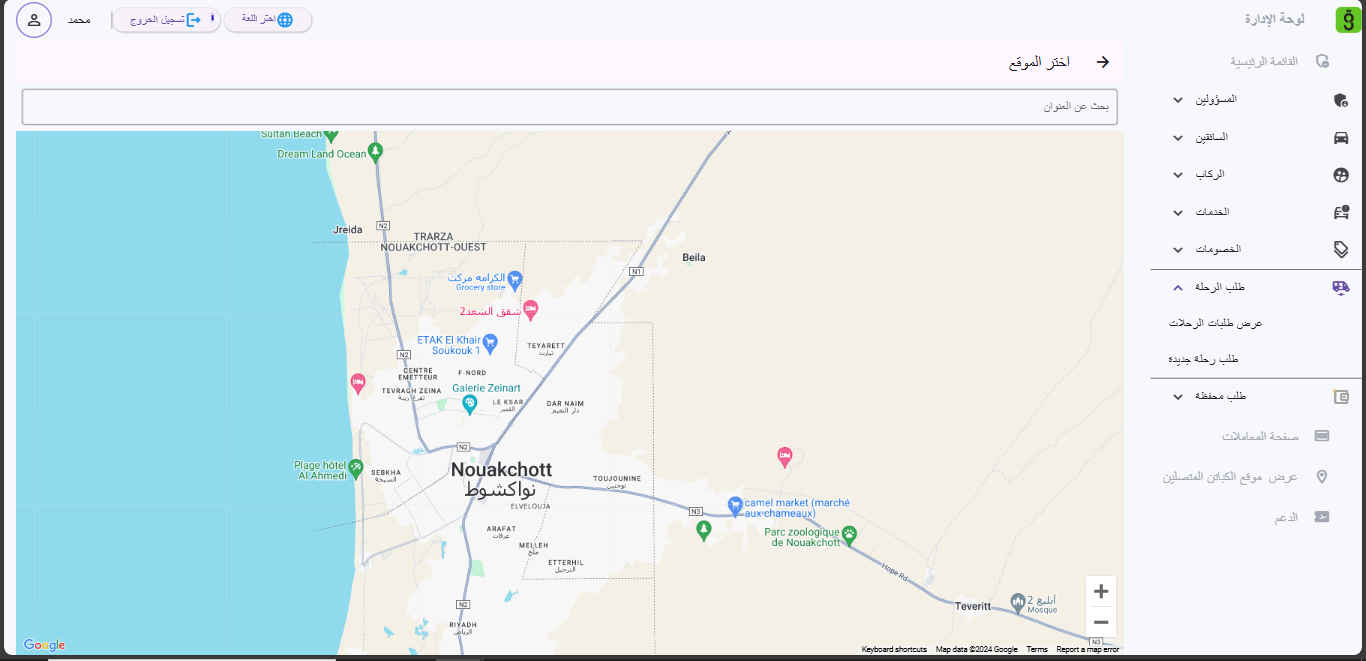 لوحة الإدارة
اختر اللغة
تسجيل الخروج
محمد
القائمة الرئيسية
المسؤولين
السائقين
الركاب
الخدمات
الخصومات
طلب الرحلة
عرض طلبات الرحلات
طلب رحلة جديدة
طلب محفظة
صفحة المعاملات
عرض موقع الكباتن المتصلين
الدعم
اختر الموقع
بحث عن العنوان
Sultan Beach
Dream Land Ocean
N2
Jreida
TRARZA
NOUAKCHOTT-OUEST
Beila
N1
الكرامه مركت
Grocery store
شقق السعد2
ETAK El Khair
Soukouk 1
TEYARETT
تيارت
N2
CENTRE
EMETTEUR
F-NORD
TEVRAGH ZEINA
تفرغ زينة
Galerie Zeinart
LE KSAR
القصر
DAR NAIM
دار النعيم
N2
Plage hôtel
Al Ahmedi
SEBKHA
السبخة
Nouakchott
نواكشوط
TOUJOUNINE
توجنين
ELVELOUJA
N3
camel market (marché
aux chameaux)
ARAFAT
عرفات
Parc zoologique
de Nouakchott
MELLEH
ملح
ETTERHIL
الترحيل
Hope Rd
N2
Teveritt
أبليغ 2
Mosque
RIYADH
الرياض
N3
+
−
Google
Keyboard shortcuts
Map data ©2024 Google
Terms
Report a map error